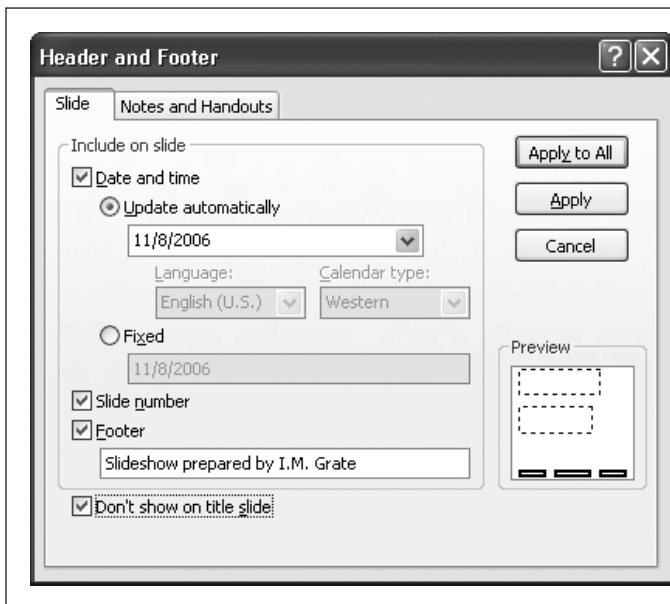 Header and Footer
Slide Notes and Handouts
Include on slide
Date and time
Update automatically
11/8/2006
Language: Calendar type:
English (U.S.) Western
Fixed
11/8/2006
Slide number
Footer
Slideshow prepared by I.M. Grate
Don't show on title slide
Apply to All
Apply
Cancel
Preview